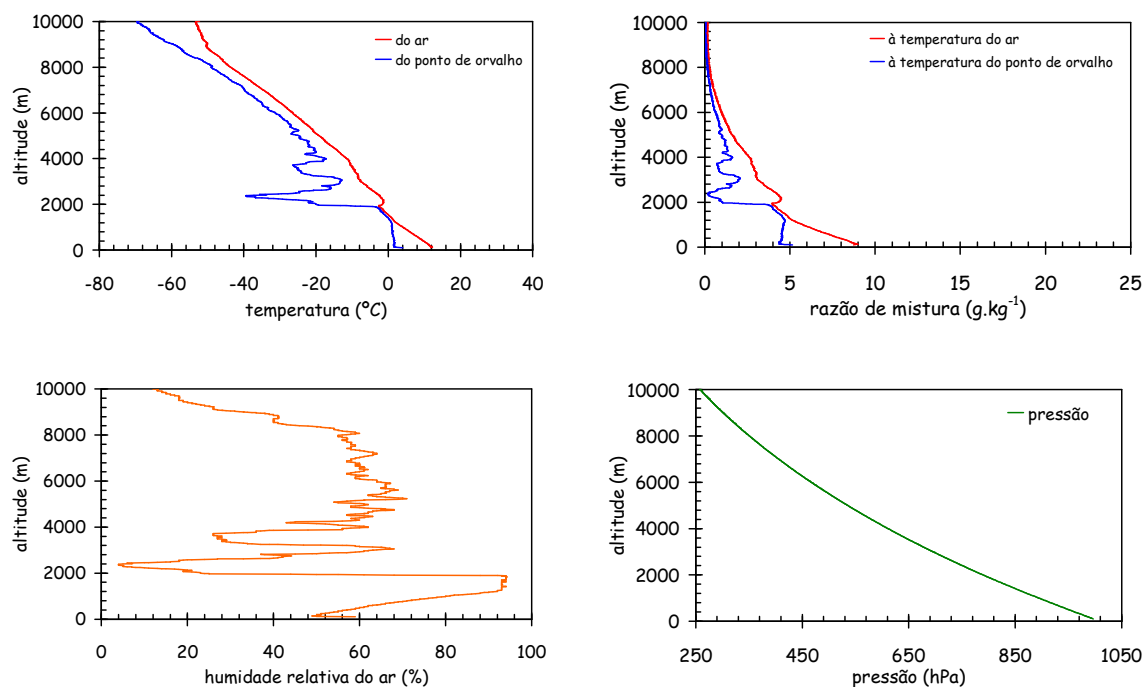 10000
8000
6000
4000
2000
0
altitude (m)
do ar
do ponto de orvalho
-80 -60 -40 -20 0 20 40
temperatura (ºC)
10000
8000
6000
4000
2000
0
altitude (m)
à temperatura do ar
à temperatura do ponto de orvalho
0 5 10 15 20 25
razão de mistura (g.kg-1)
10000
8000
6000
4000
2000
0
altitude (m)
0 20 40 60 80 100
humidade relativa do ar (%)
10000
8000
6000
4000
2000
0
altitude (m)
pressão
250 450 650 850 1050
pressão (hPa)